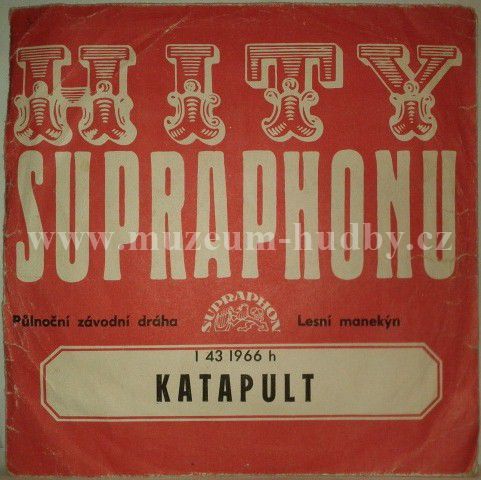 HITY
SUPRAPHONU
www.muzeum-hudby.cz
Půlnoční závodní dráha SUPRAPHON Lesní manekýn
1 43 1966 h
KATAPULT